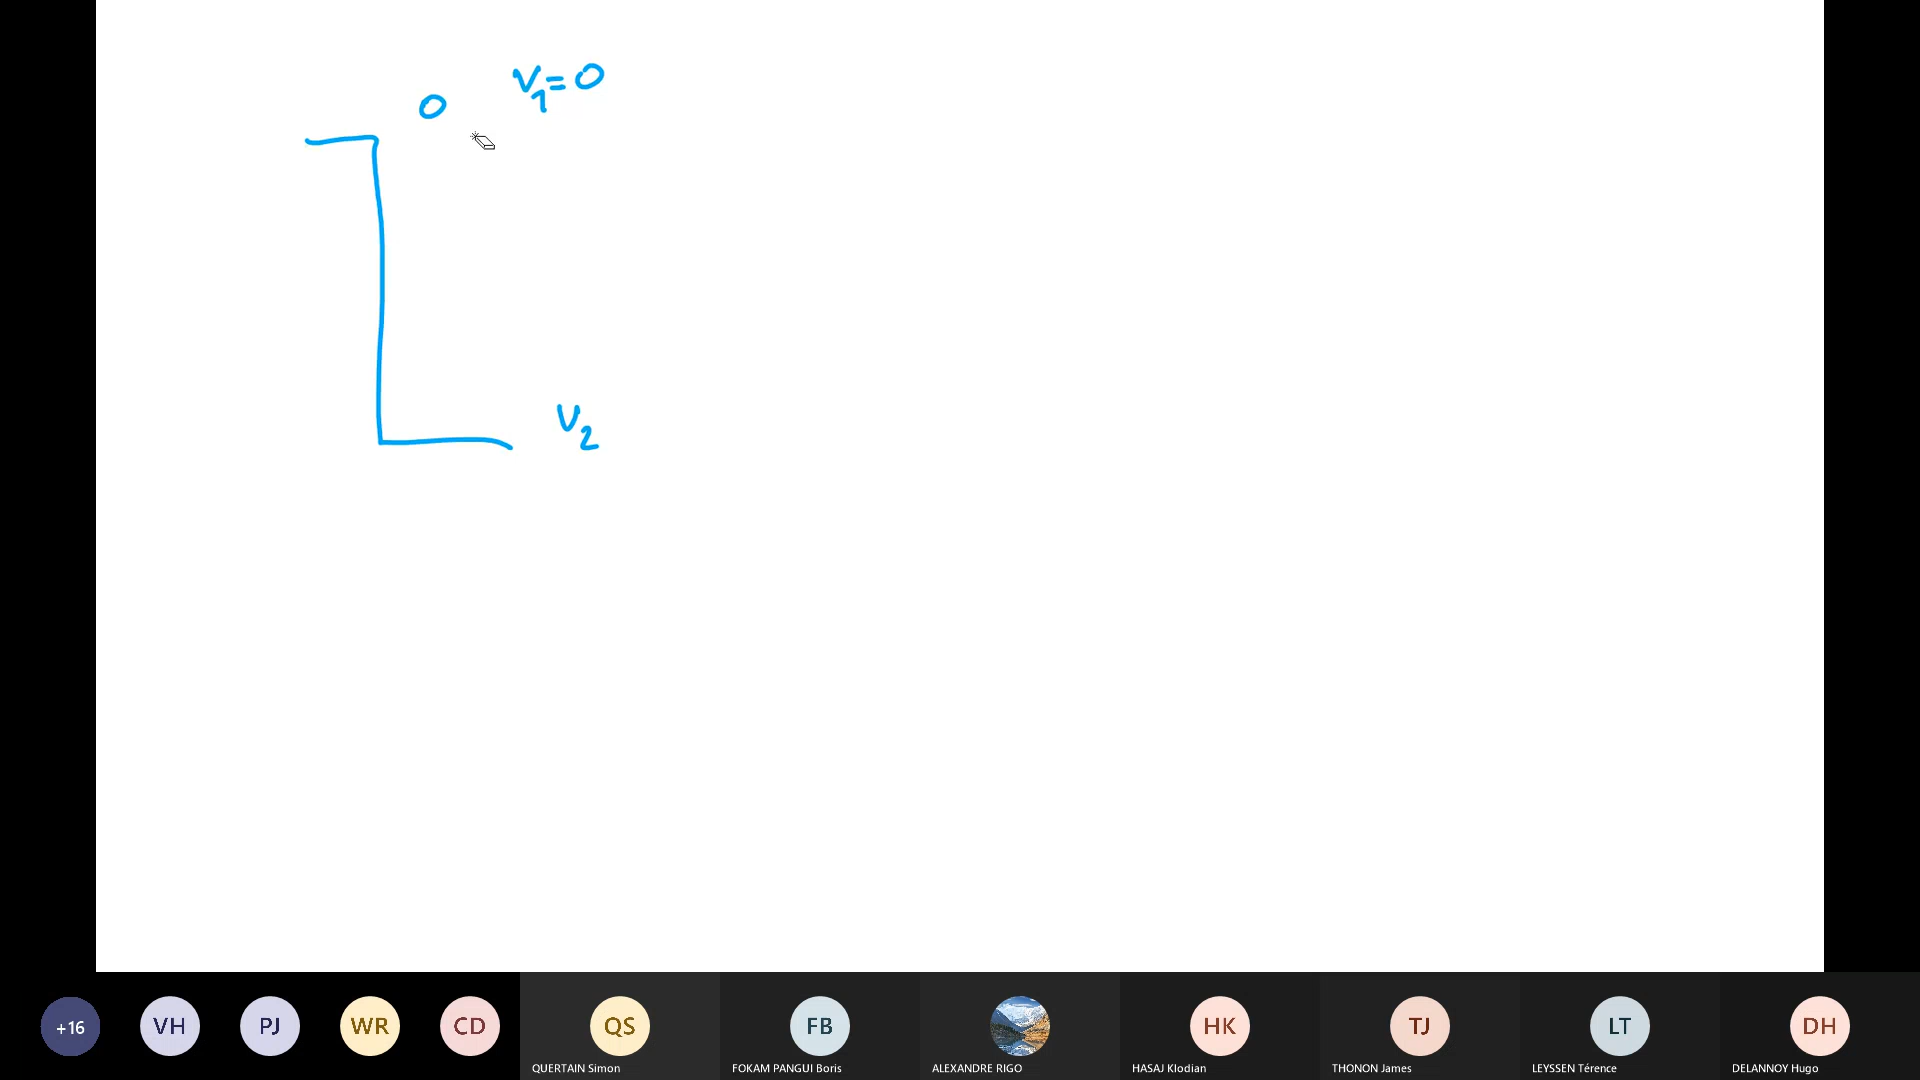 V1=0
V2
+16
VH
PJ
WR
CD
QS
FB
HK
TJ
LT
DH
QUERTAIN Simon
FOKAM PANGUI Boris
ALEXANDRE RIGO
HASAJ Klodian
THONON James
LEYSSEN Térence
DELANNOY Hugo